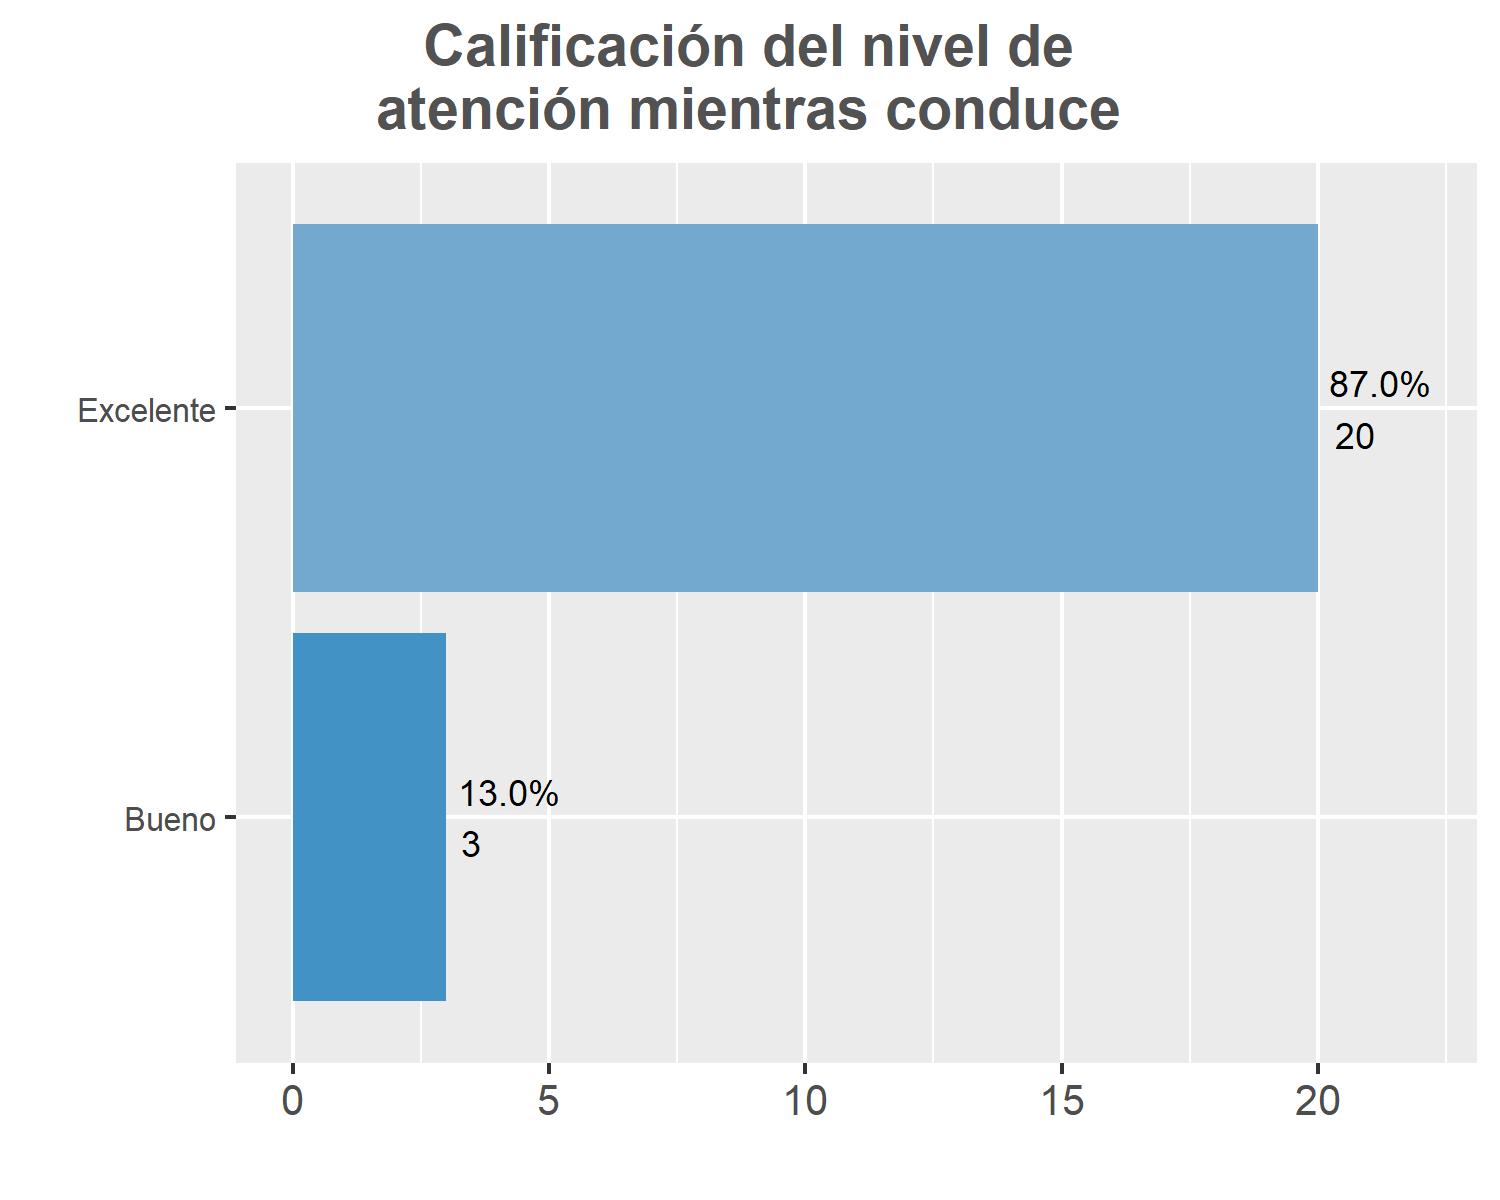 Calificación del nivel de
atención mientras conduce
Excelente
87.0%
20
Bueno
13.0%
3
0 5 10 15 20